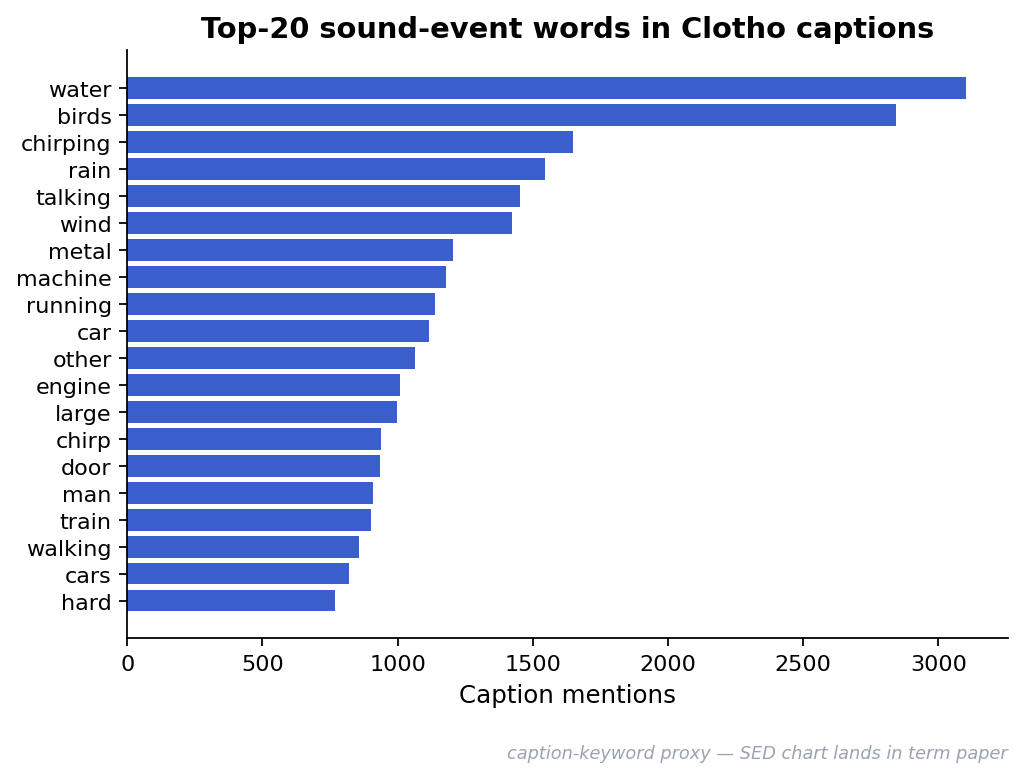 Top-20 sound-event words in Clotho captions
water
birds
chirping
rain
talking
wind
metal
machine
running
car
other
engine
large
chirp
door
man
train
walking
cars
hard
0 500 1000 1500 2000 2500 3000
Caption mentions
caption-keyword proxy — SED chart lands in term paper